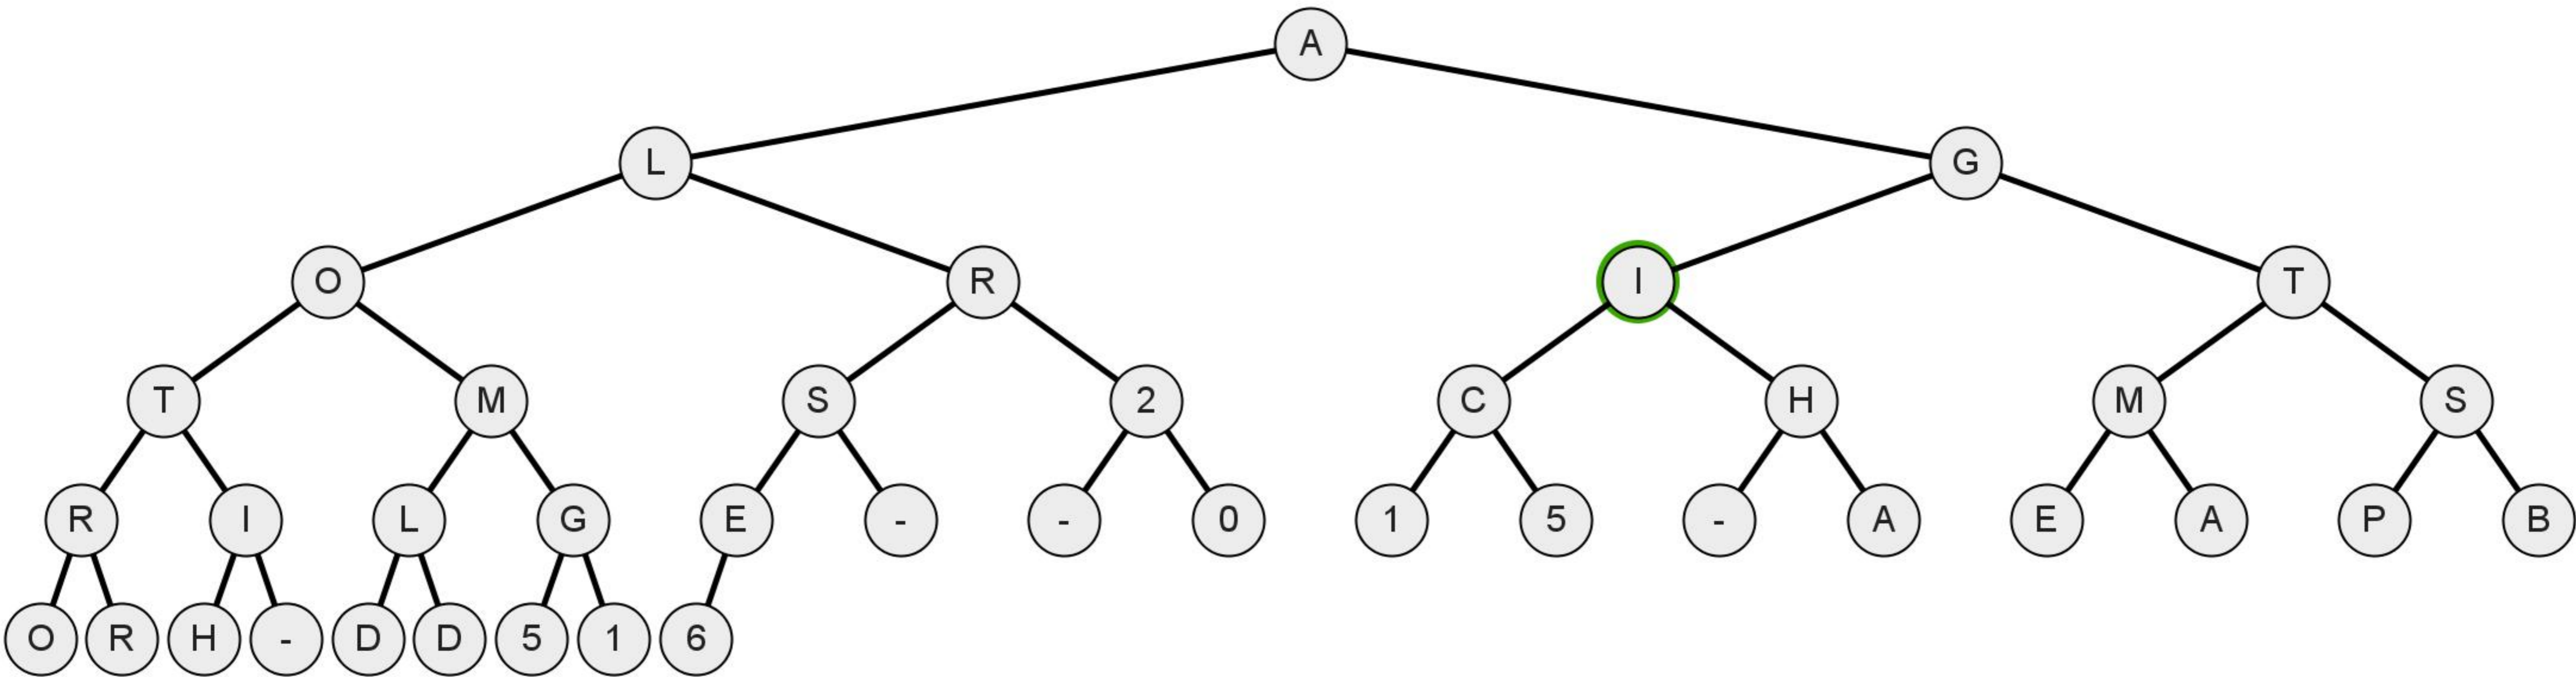 A
L G
O R I T
T M S 2 C H M S
R I L G E - - 0 1 5 - A E A P B
O R H - D D 5 1 6